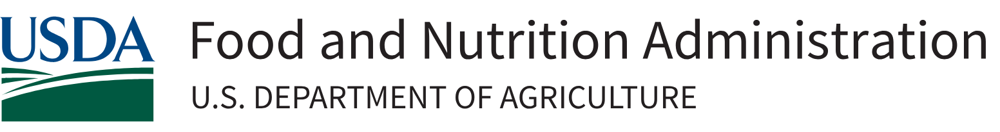 USDA
Food and Nutrition Administration
U.S. DEPARTMENT OF AGRICULTURE